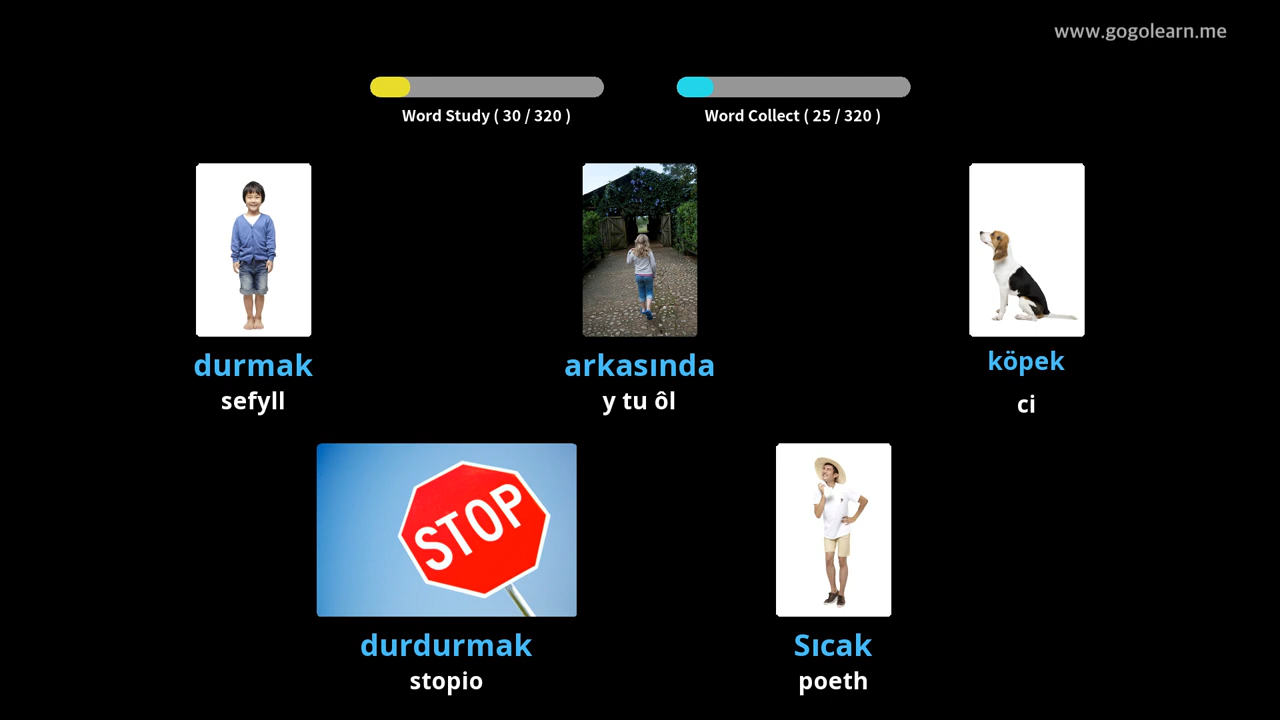 www.gogolearn.me
Word Study ( 30 / 320 )
Word Collect ( 25 / 320 )
durmak
sefyll
arkasında
y tu ôl
köpek
ci
STOP
durdurmak
stopio
Sıcak
poeth